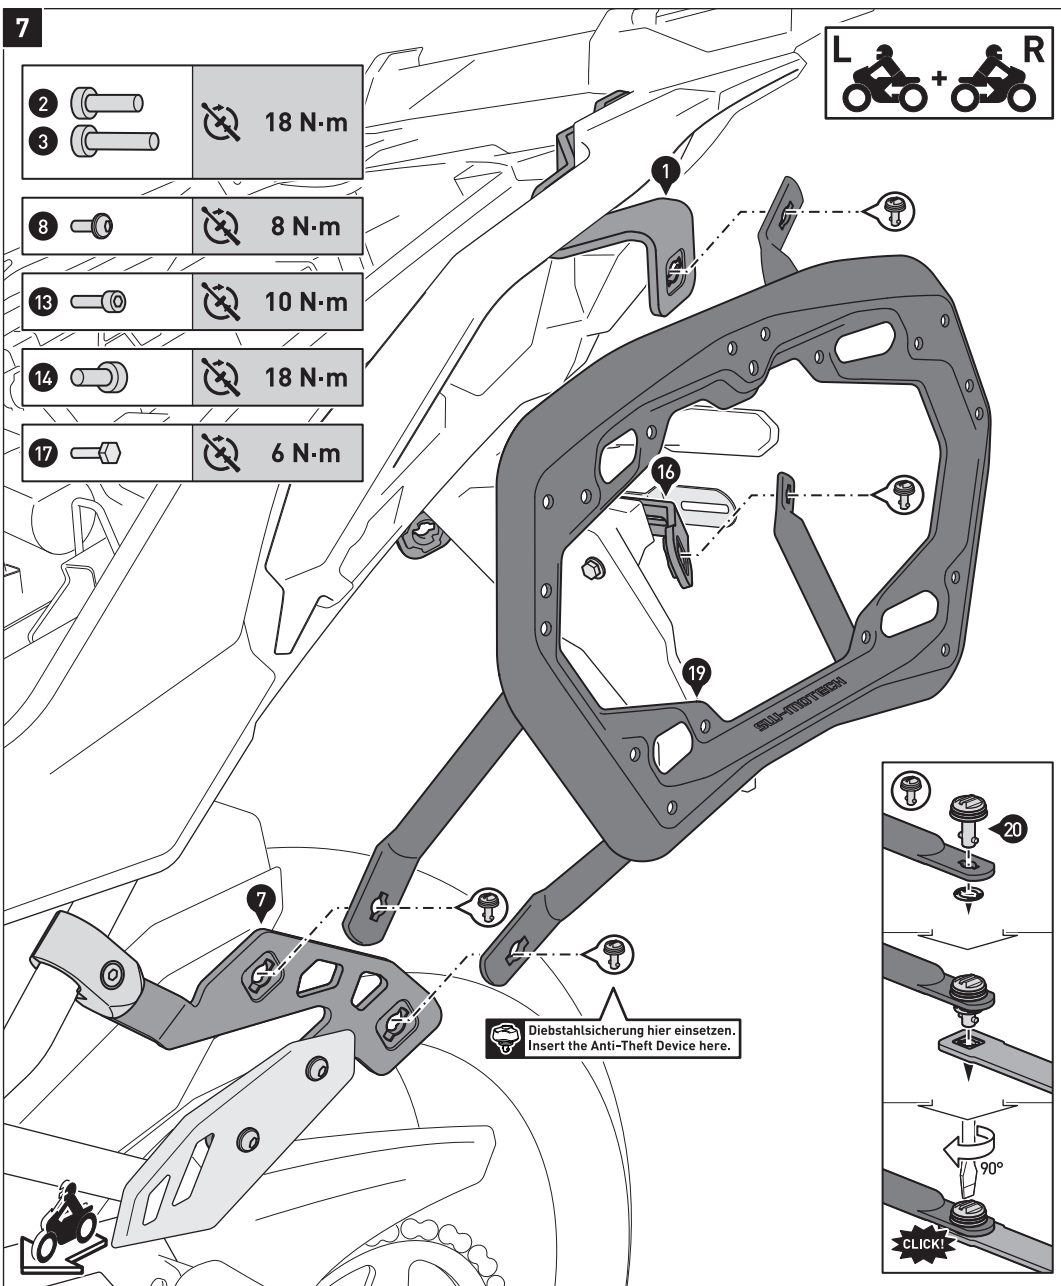 7
L + R
2
3
18 N·m
8
8 N·m
13
10 N·m
14
18 N·m
17
6 N·m
1
16
19
SW-MOTECH
7
20
Diebstahlsicherung hier einsetzen.
Insert the Anti-Theft Device here.
90°
CLICK!